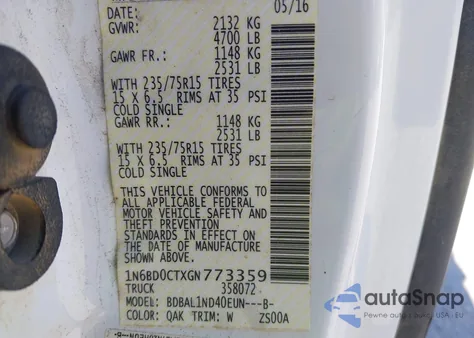 DATE: 05/16
GVWR: 2132 KG
4700 LB
GAWR FR.: 1148 KG
2531 LB
WITH 235/75R15 TIRES
15 X 6.5 RIMS AT 35 PSI
COLD SINGLE
GAWR RR.: 1148 KG
2531 LB
WITH 235/75R15 TIRES
15 X 6.5 RIMS AT 35 PSI
COLD SINGLE
THIS VEHICLE CONFORMS TO
ALL APPLICABLE FEDERAL
MOTOR VEHICLE SAFETY AND
THEFT PREVENTION
STANDARDS IN EFFECT ON
THE DATE OF MANUFACTURE
SHOWN ABOVE.
1N6BD0CTXGN773359
TRUCK 358072
MODEL: BDBAL1ND40EUN---B-
COLOR: QAK TRIM: W ZS00A
autoSnap
Pewne auto z USA / Europy